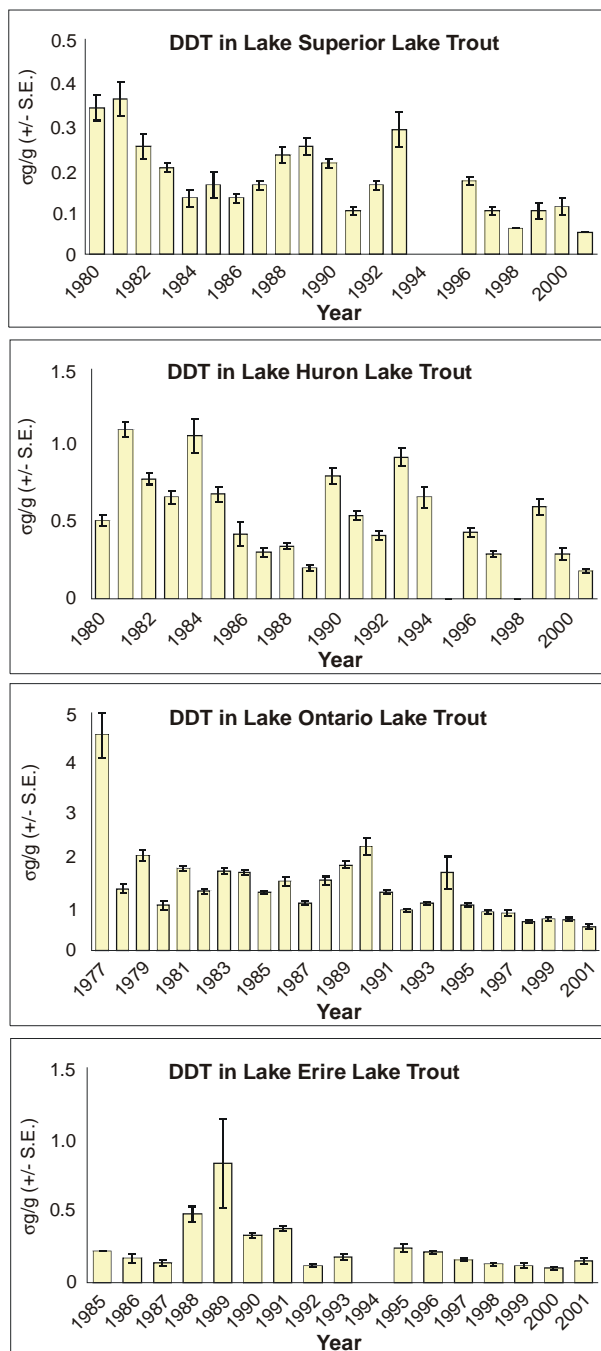 DDT in Lake Superior Lake Trout
σg/g (+/- S.E.)
0.5
0.4
0.3
0.2
0.1
0
1980 1982 1984 1986 1988 1990 1992 1994 1996 1998 2000
Year
DDT in Lake Huron Lake Trout
σg/g (+/- S.E.)
1.5
1.0
0.5
0
1980 1982 1984 1986 1988 1990 1992 1994 1996 1998 2000
Year
DDT in Lake Ontario Lake Trout
σg/g (+/- S.E.)
5
4
3
2
1
0
1977 1979 1981 1983 1985 1987 1989 1991 1993 1995 1997 1999 2001
Year
DDT in Lake Erire Lake Trout
σg/g (+/- S.E.)
1.5
1.0
0.5
0
1985 1986 1987 1988 1989 1990 1991 1992 1993 1994 1995 1996 1997 1998 1999 2000 2001
Year